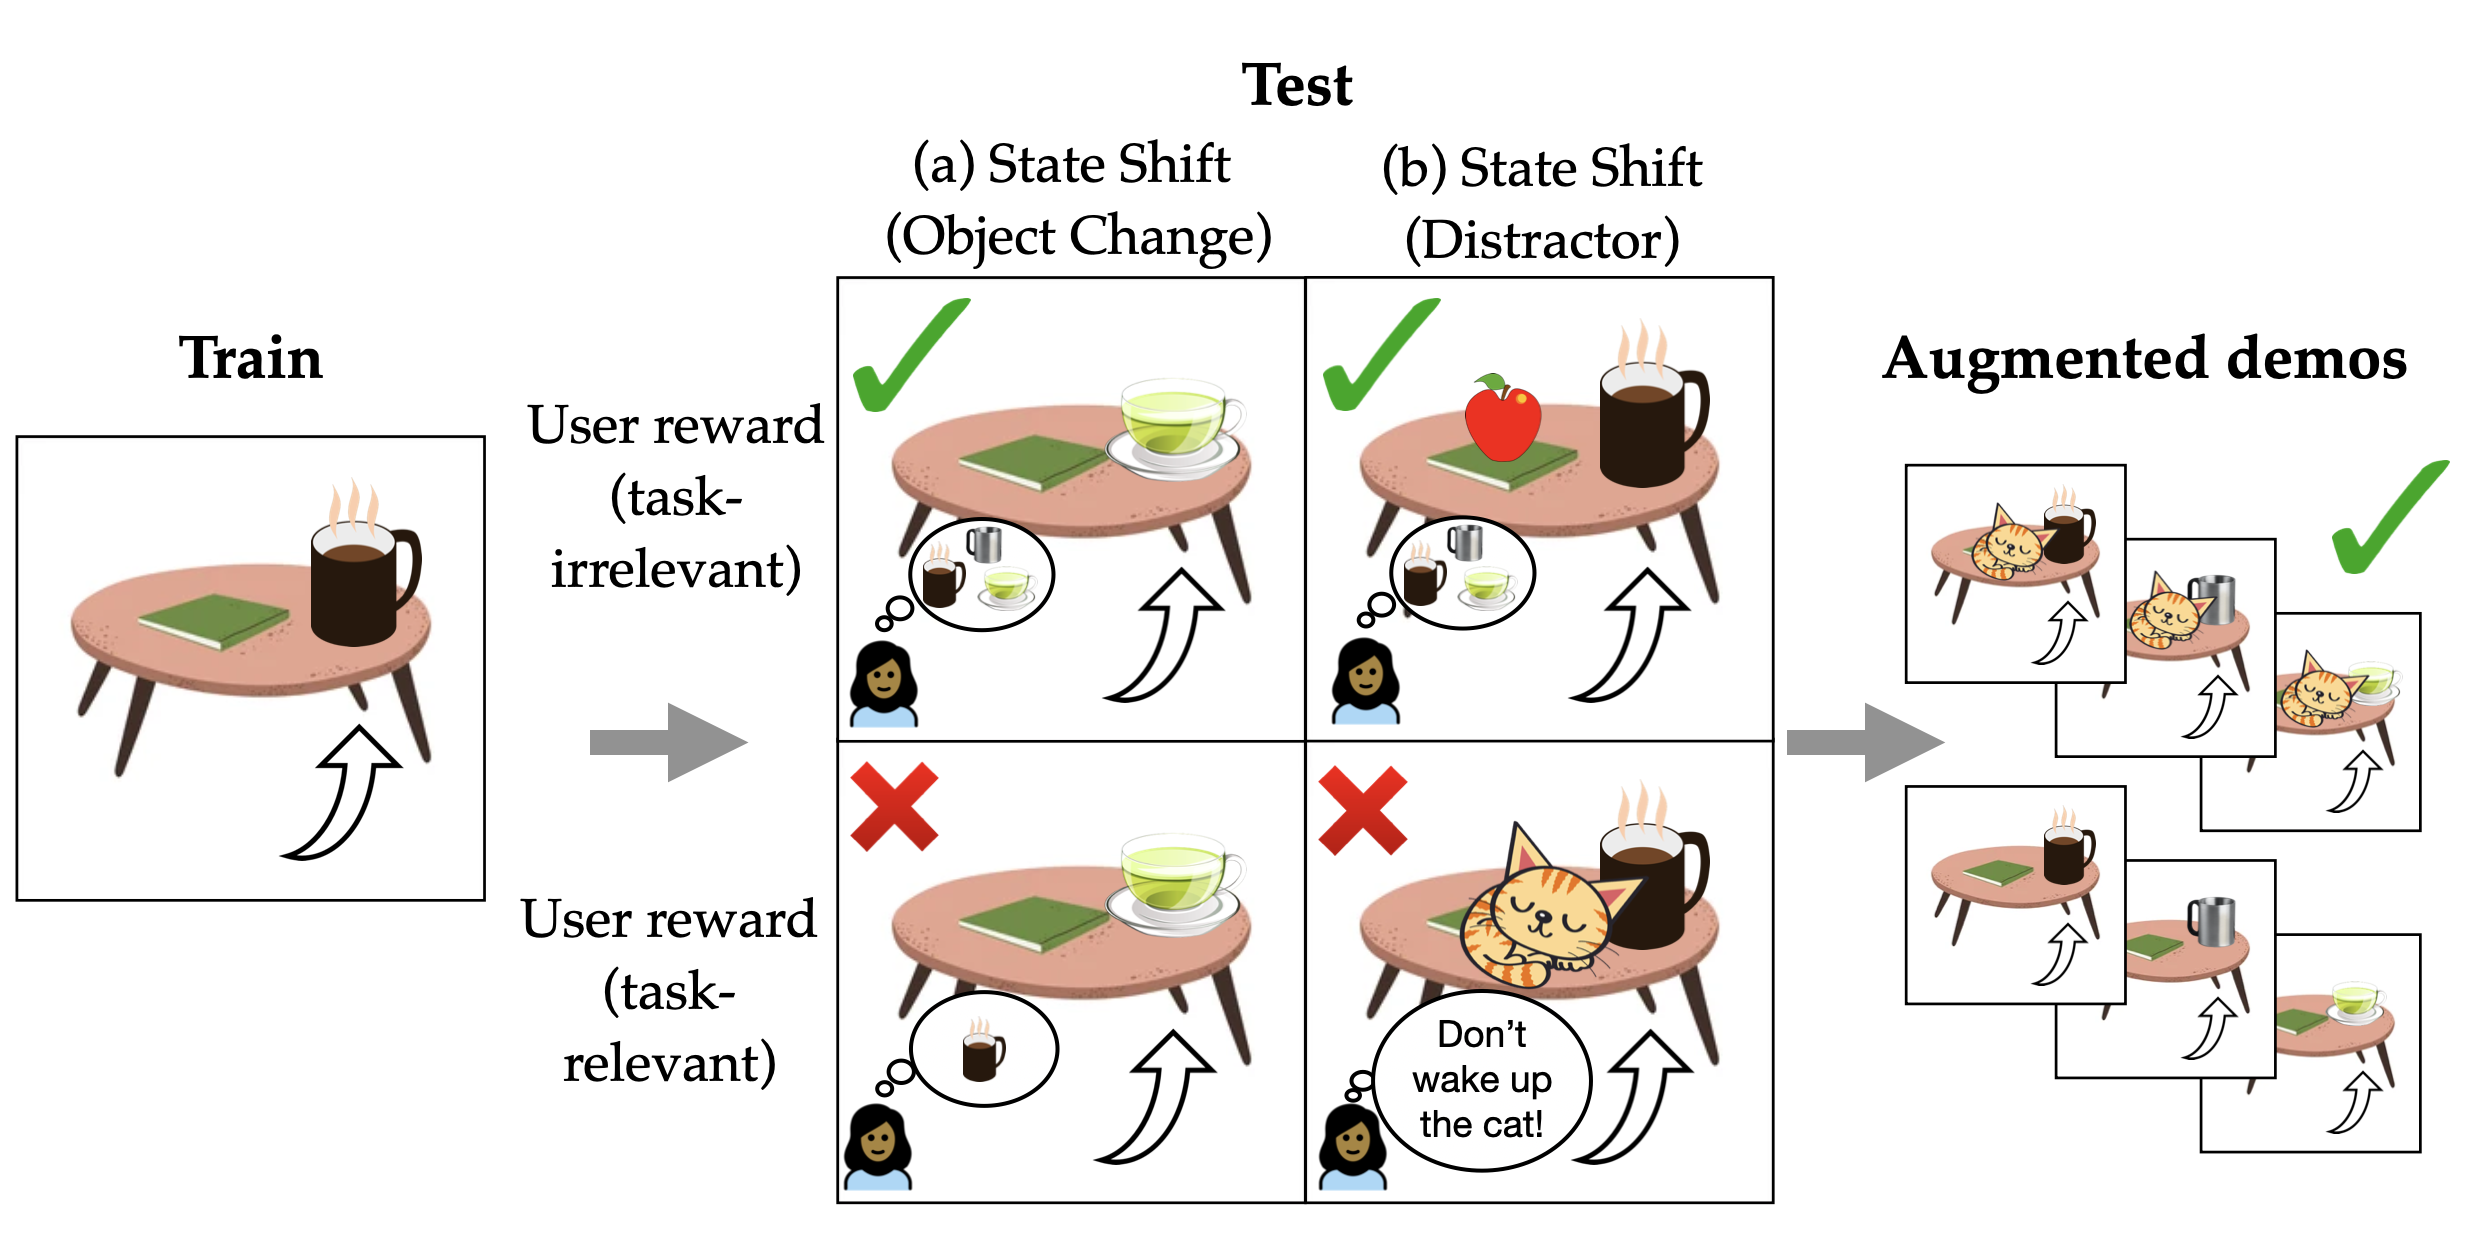 Test
(a) State Shift
(Object Change)
(b) State Shift
(Distractor)
Train
User reward
(task-
irrelevant)
Augmented demos
User reward
(task-
relevant)
Don't
wake up
the cat!